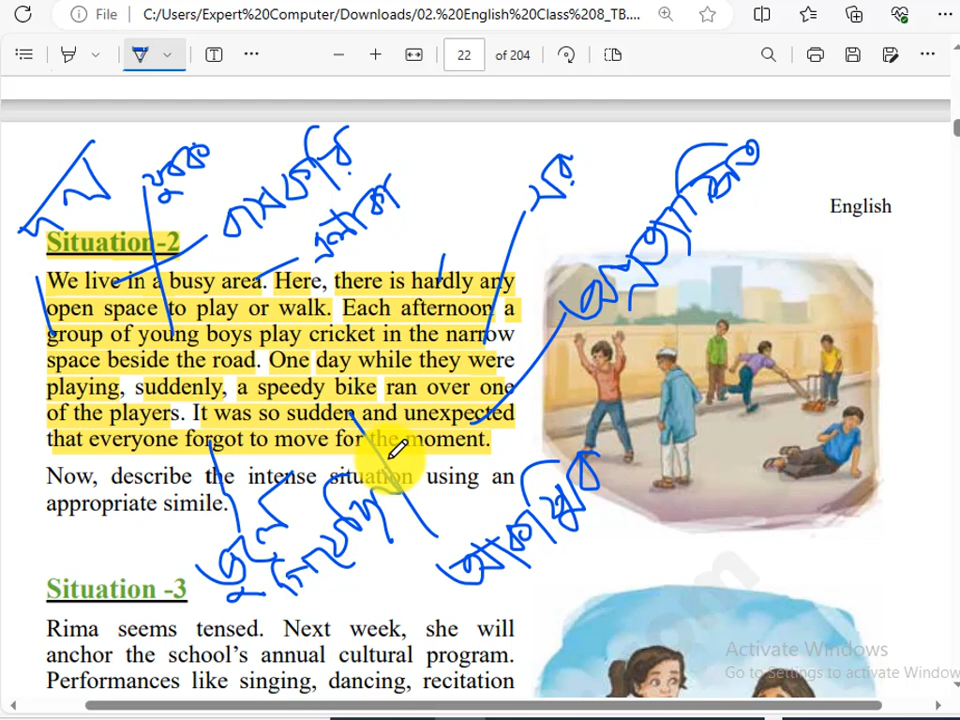 File
C:/Users/Expert%20Computer/Downloads/02.%20English%20Class%208_TB....
22 of 204
English
Situation-2
We live in a busy area. Here, there is hardly any
open space to play or walk. Each afternoon a
group of young boys play cricket in the narrow
space beside the road. One day while they were
playing, suddenly, a speedy bike ran over one
of the players. It was so sudden and unexpected
that everyone forgot to move for the moment.
Now, describe the intense situation using an
appropriate simile.
Situation -3
Rima seems tensed. Next week, she will
anchor the school's annual cultural program.
Performances like singing, dancing, recitation
Activate Windows
Go to Settings to activate Window